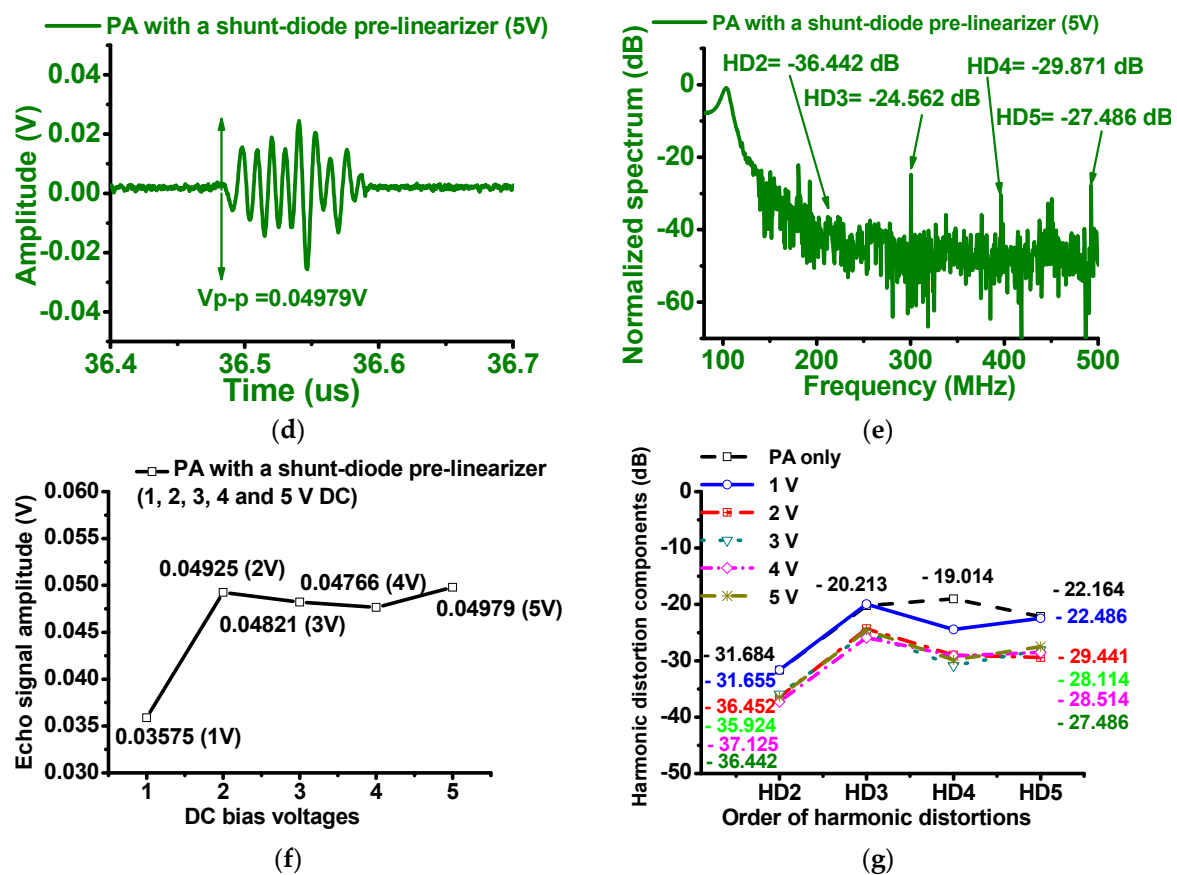 PA with a shunt-diode pre-linearizer (5V)
0.04
0.02
0.00
-0.02
-0.04
Amplitude (V)
Vp-p =0.04979V
36.4
36.5
36.6
36.7
Time (us)
(d)
PA with a shunt-diode pre-linearizer (5V)
HD2= -36.442 dB
HD4= -29.871 dB
HD3= -24.562 dB
HD5= -27.486 dB
0
-20
-40
-60
Normalized spectrum (dB)
100
200
300
400
500
Frequency (MHz)
(e)
PA with a shunt-diode pre-linearizer
(1, 2, 3, 4 and 5 V DC)
0.060
0.055
0.050
0.045
0.040
0.035
0.030
Echo signal amplitude (V)
0.04925 (2V)
0.04766 (4V)
0.04821 (3V)
0.04979 (5V)
0.03575 (1V)
1
2
3
4
5
DC bias voltages
(f)
PA only
1 V
2 V
3 V
4 V
5 V
0
-10
-20
-30
-40
-50
Harmonic distortion components (dB)
- 20.213
- 19.014
- 22.164
- 22.486
- 31.684
- 31.655
- 36.452
- 35.924
- 37.125
- 36.442
- 29.441
- 28.114
- 28.514
- 27.486
HD2
HD3
HD4
HD5
Order of harmonic distortions
(g)